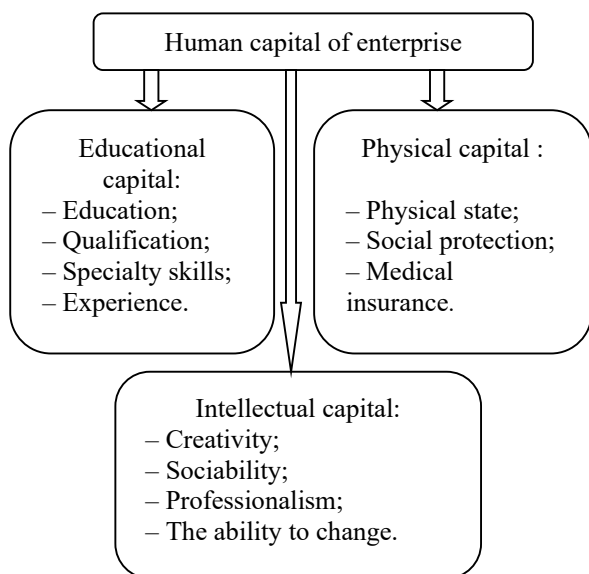 Human capital of enterprise
Educational
capital:
– Education;
– Qualification;
– Specialty skills;
– Experience.
Physical capital :
– Physical state;
– Social protection;
– Medical
insurance.
Intellectual capital:
– Creativity;
– Sociability;
– Professionalism;
– The ability to change.